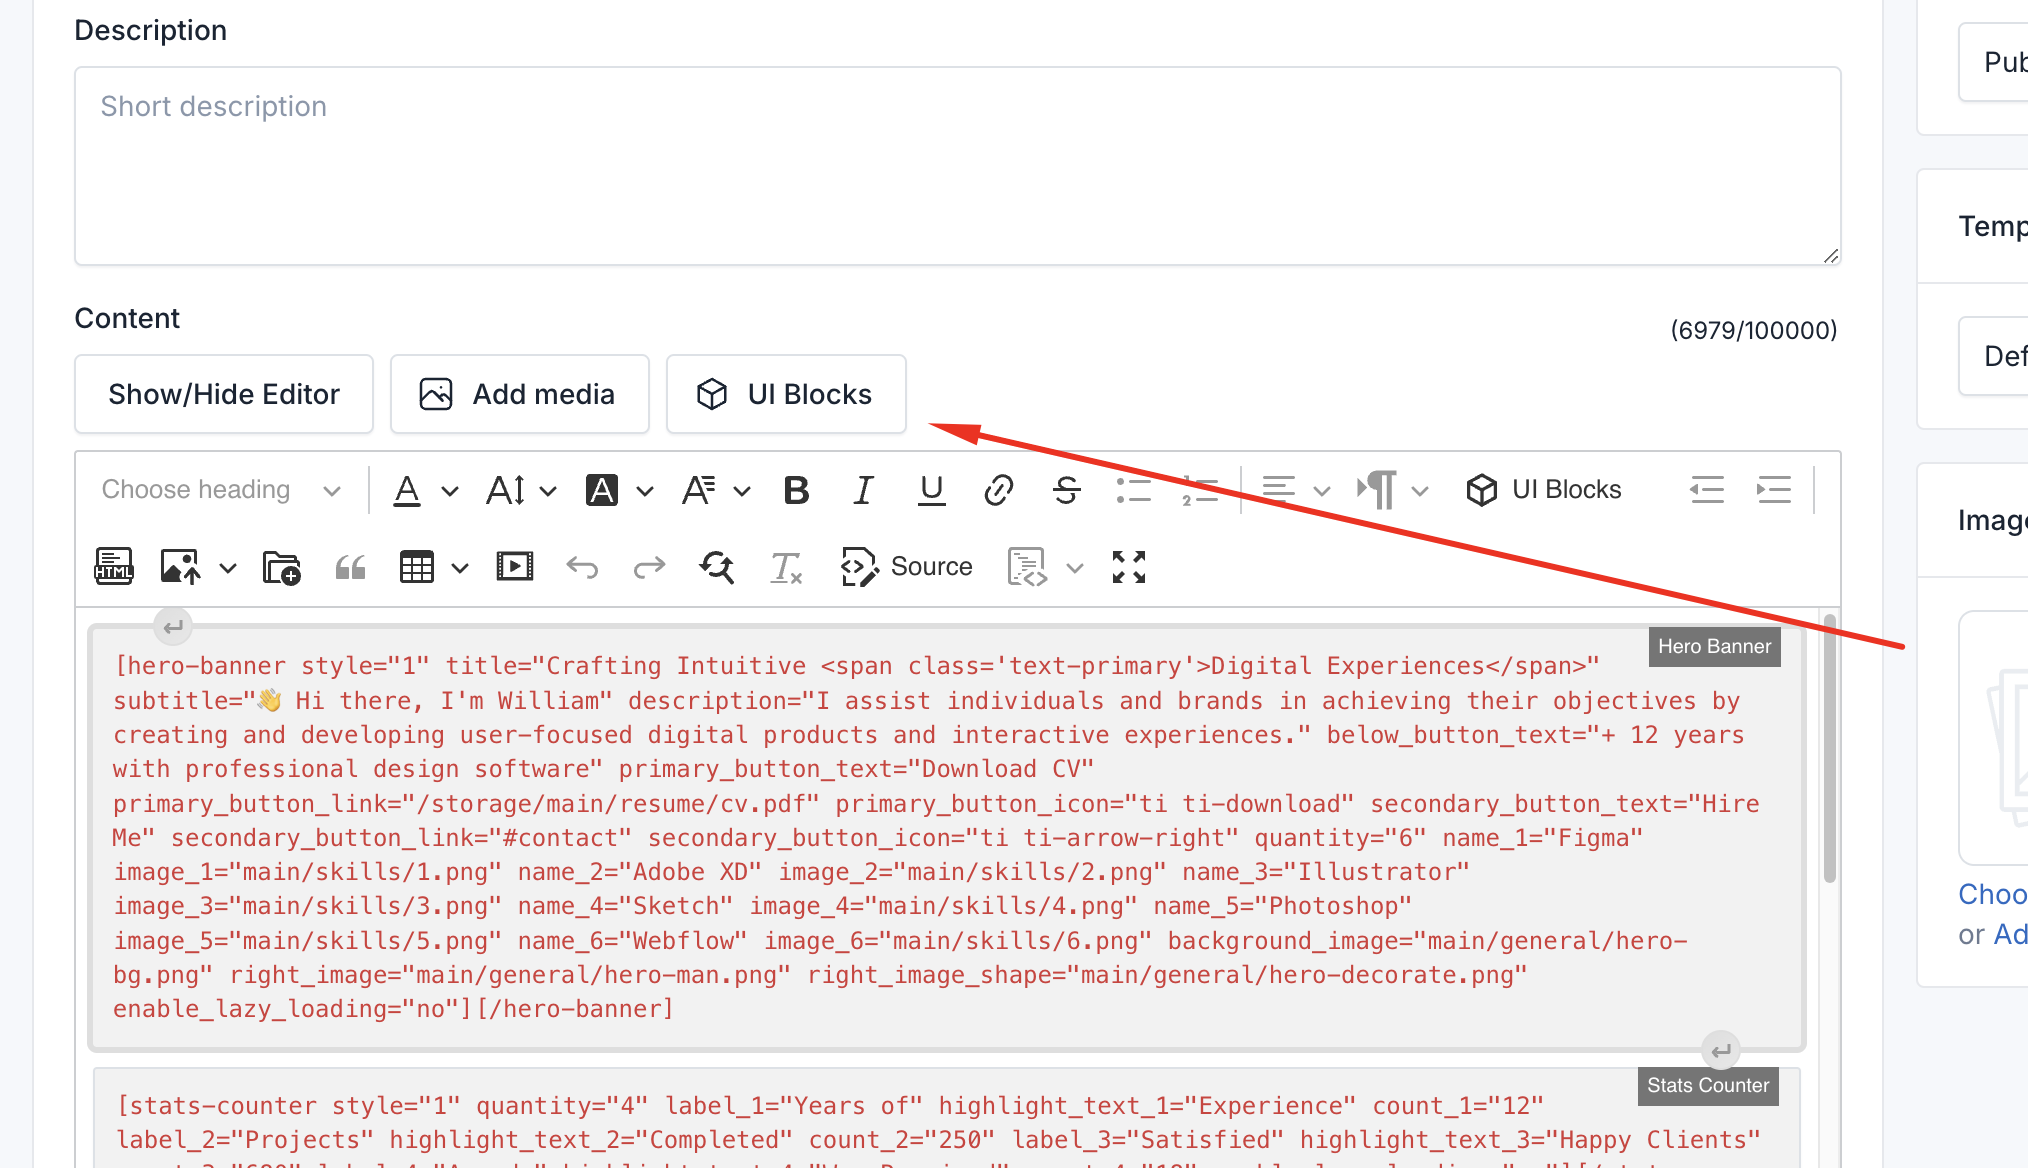 Description
Pub
Short description
Temp
Content
(6979/100000)
Def
Show/Hide Editor
Add media
UI Blocks
Choose heading
UI Blocks
Image
HTML
Source
Hero Banner
[hero-banner style="1" title="Crafting Intuitive <span class='text-primary'>Digital Experiences</span>"
subtitle="👋 Hi there, I'm William" description="I assist individuals and brands in achieving their objectives by
creating and developing user-focused digital products and interactive experiences." below_button_text="+ 12 years
with professional design software" primary_button_text="Download CV"
primary_button_link="/storage/main/resume/cv.pdf" primary_button_icon="ti ti-download" secondary_button_text="Hire
Me" secondary_button_link="#contact" secondary_button_icon="ti ti-arrow-right" quantity="6" name_1="Figma"
image_1="main/skills/1.png" name_2="Adobe XD" image_2="main/skills/2.png" name_3="Illustrator"
image_3="main/skills/3.png" name_4="Sketch" image_4="main/skills/4.png" name_5="Photoshop"
image_5="main/skills/5.png" name_6="Webflow" image_6="main/skills/6.png" background_image="main/general/hero-
bg.png" right_image="main/general/hero-man.png" right_image_shape="main/general/hero-decorate.png"
enable_lazy_loading="no"][/hero-banner]
Choo
or Ad
Stats Counter
[stats-counter style="1" quantity="4" label_1="Years of" highlight_text_1="Experience" count_1="12"
label_2="Projects" highlight_text_2="Completed" count_2="250" label_3="Satisfied" highlight_text_3="Happy Clients"